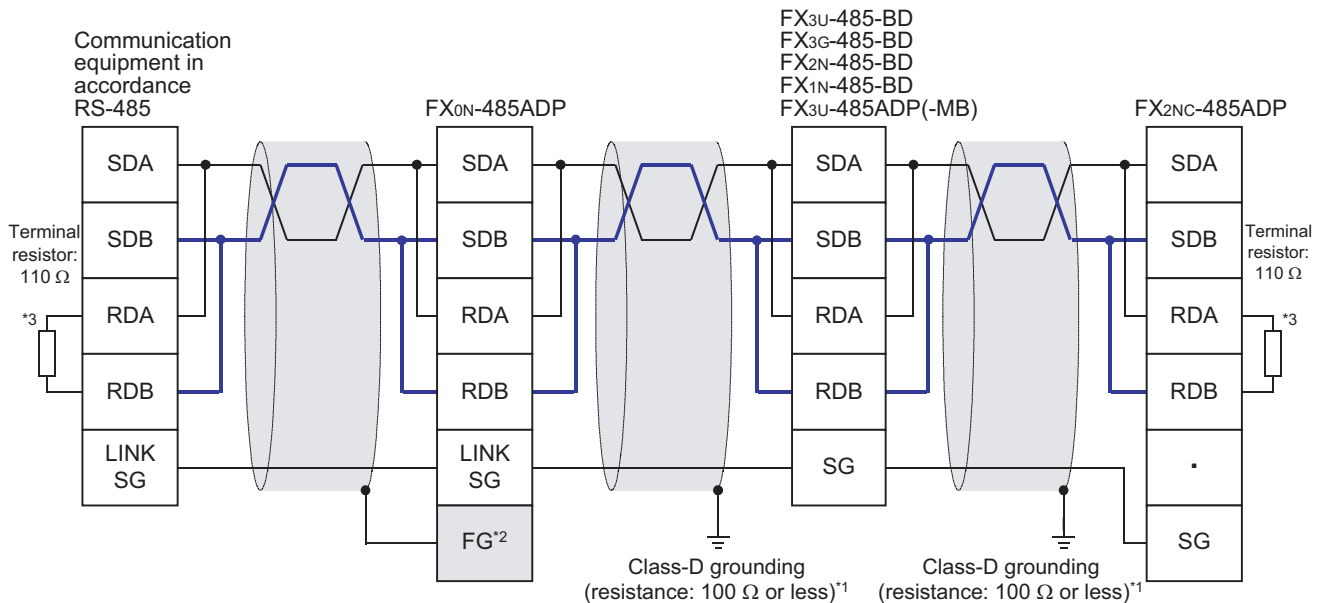 Communication
equipment in
accordance
RS-485
FX0N-485ADP
FX3U-485-BD
FX3G-485-BD
FX2N-485-BD
FX1N-485-BD
FX3U-485ADP(-MB)
FX2NC-485ADP
SDA
SDA
SDA
SDA
Terminal
resistor:
110 Ω
SDB
SDB
SDB
SDB
Terminal
resistor:
110 Ω
*3
RDA
RDA
RDA
RDA
*3
RDB
RDB
RDB
RDB
LINK
SG
LINK
SG
SG
.
FG*2
SG
Class-D grounding
(resistance: 100 Ω or less)*1
Class-D grounding
(resistance: 100 Ω or less)*1